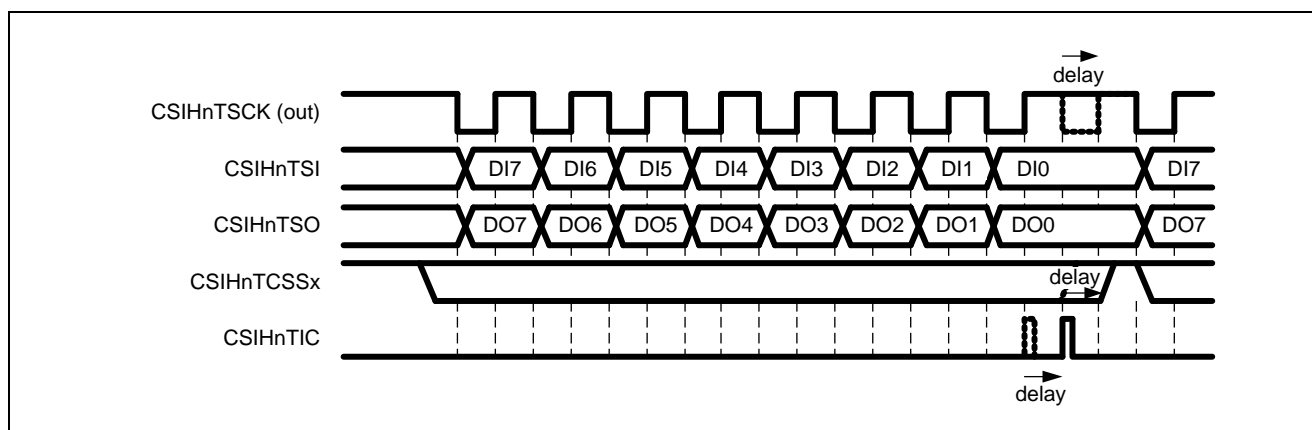 delay
CSIHnTSCK (out)
CSIHnTSI DI7 DI6 DI5 DI4 DI3 DI2 DI1 DI0 DI7
CSIHnTSO DO7 DO6 DO5 DO4 DO3 DO2 DO1 DO0 DO7
CSIHnTCSSx delay
CSIHnTIC
delay